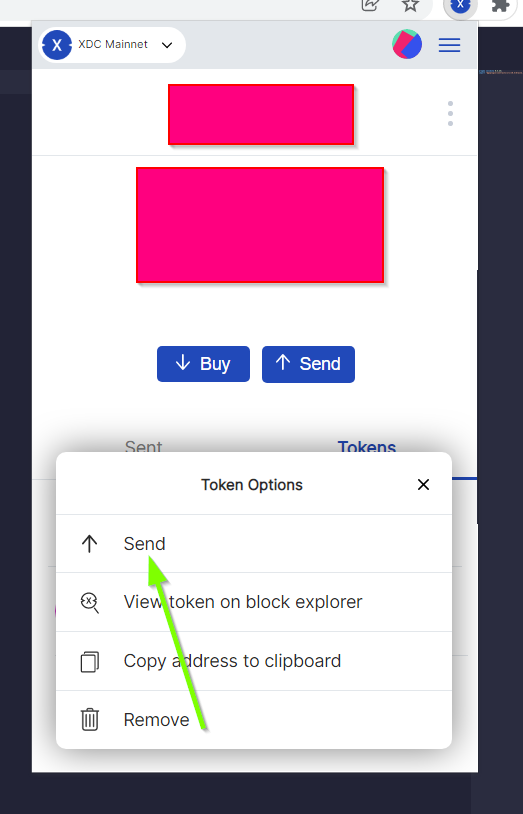 XDC Mainnet
Buy
Send
Sent
Tokens
Token Options
Send
View token on block explorer
Copy address to clipboard
Remove